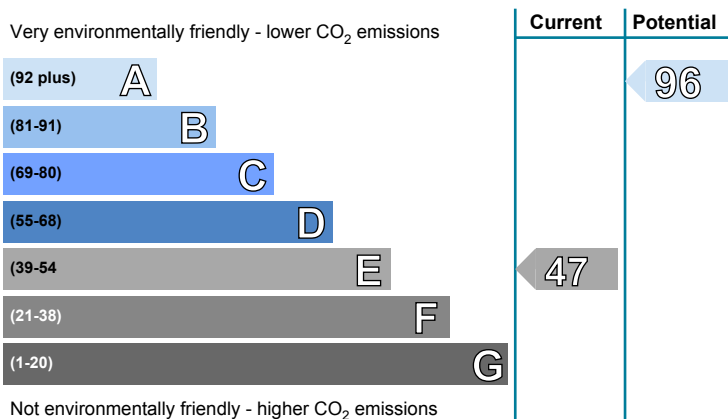 Current Potential
Very environmentally friendly - lower CO2 emissions
(92 plus) A 96
(81-91) B
(69-80) C
(55-68) D
(39-54 E 47
(21-38) F
(1-20) G
Not environmentally friendly - higher CO2 emissions